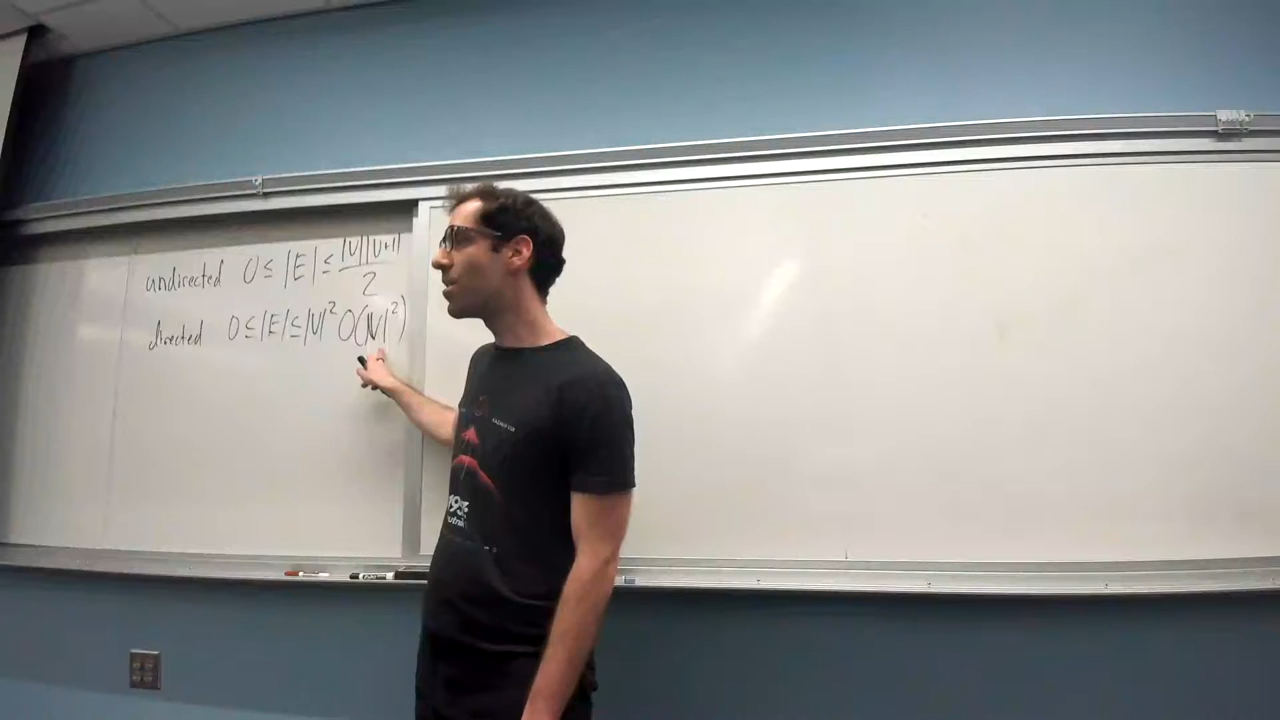 undirected 0 ≤ |E| ≤ |V||V+1| / 2
directed 0 ≤ |E| ≤ |V|² O(|V|²)